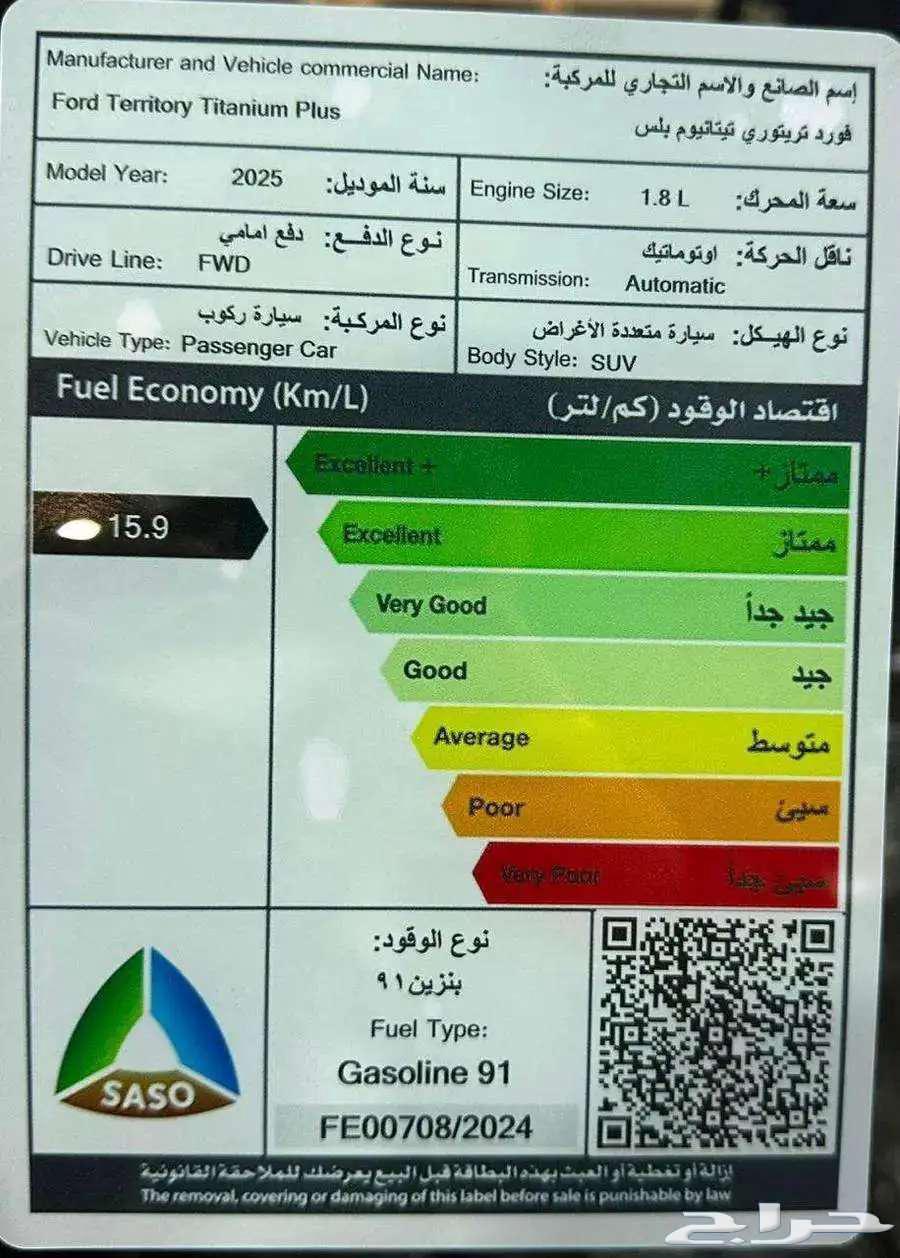 Manufacturer and Vehicle commercial Name: إسم الصانع والاسم التجاري للمركبة:
Ford Territory Titanium Plus
فورد تريتوري تيتانيوم بلس
Model Year: 2025 سنة الموديل:
Engine Size: 1.8 L سعة المحرك:
نوع الدفـــع: دفع امامي
Drive Line: FWD
ناقل الحركة: اوتوماتيك
Transmission: Automatic
نوع المركبة: سيارة ركوب
Vehicle Type: Passenger Car
نوع الهيكل: سيارة متعددة الأغراض
Body Style: SUV
Fuel Economy (Km/L) اقتصاد الوقود (كم/لتر)
Excellent + ممتاز +
15.9
Excellent ممتاز
Very Good جيد جداً
Good جيد
Average متوسط
Poor سيئ
Very Poor سيئ جداً
SASO
نوع الوقود:
بنزين ٩١
Fuel Type:
Gasoline 91
FE00708/2024
إزالة أو تغطية أو العبث بهذه البطاقة قبل البيع يعرضك للملاحقة القانونية
The removal, covering or damaging of this label before sale is punishable by law
حراج